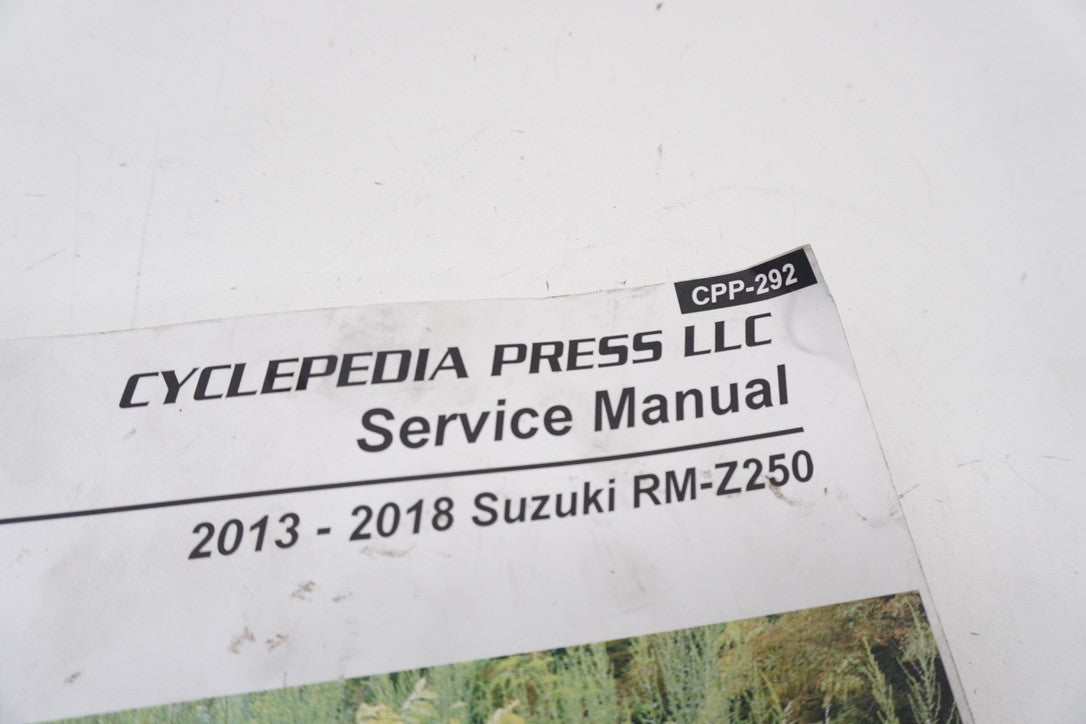 CPP-292
CYCLEPEDIA PRESS LLC
Service Manual
2013 - 2018 Suzuki RM-Z250